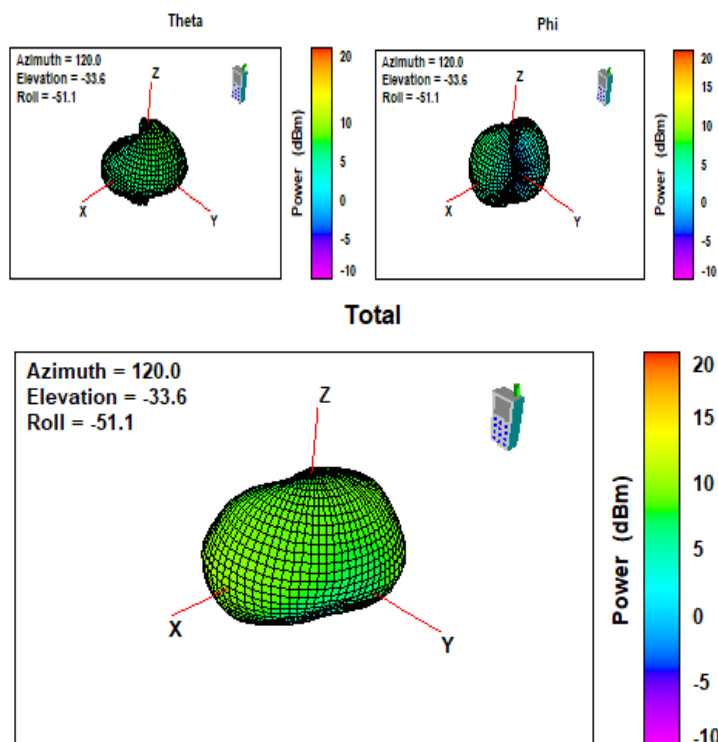 Theta
Phi
Azimuth = 120.0
Elevation = -33.6
Roll = -51.1
Z
X
Y
Power (dBm)
20
15
10
5
0
-5
-10
Azimuth = 120.0
Elevation = -33.6
Roll = -51.1
Z
X
Y
Power (dBm)
20
15
10
5
0
-5
-10
Total
Azimuth = 120.0
Elevation = -33.6
Roll = -51.1
Z
X
Y
Power (dBm)
20
15
10
5
0
-5
-10